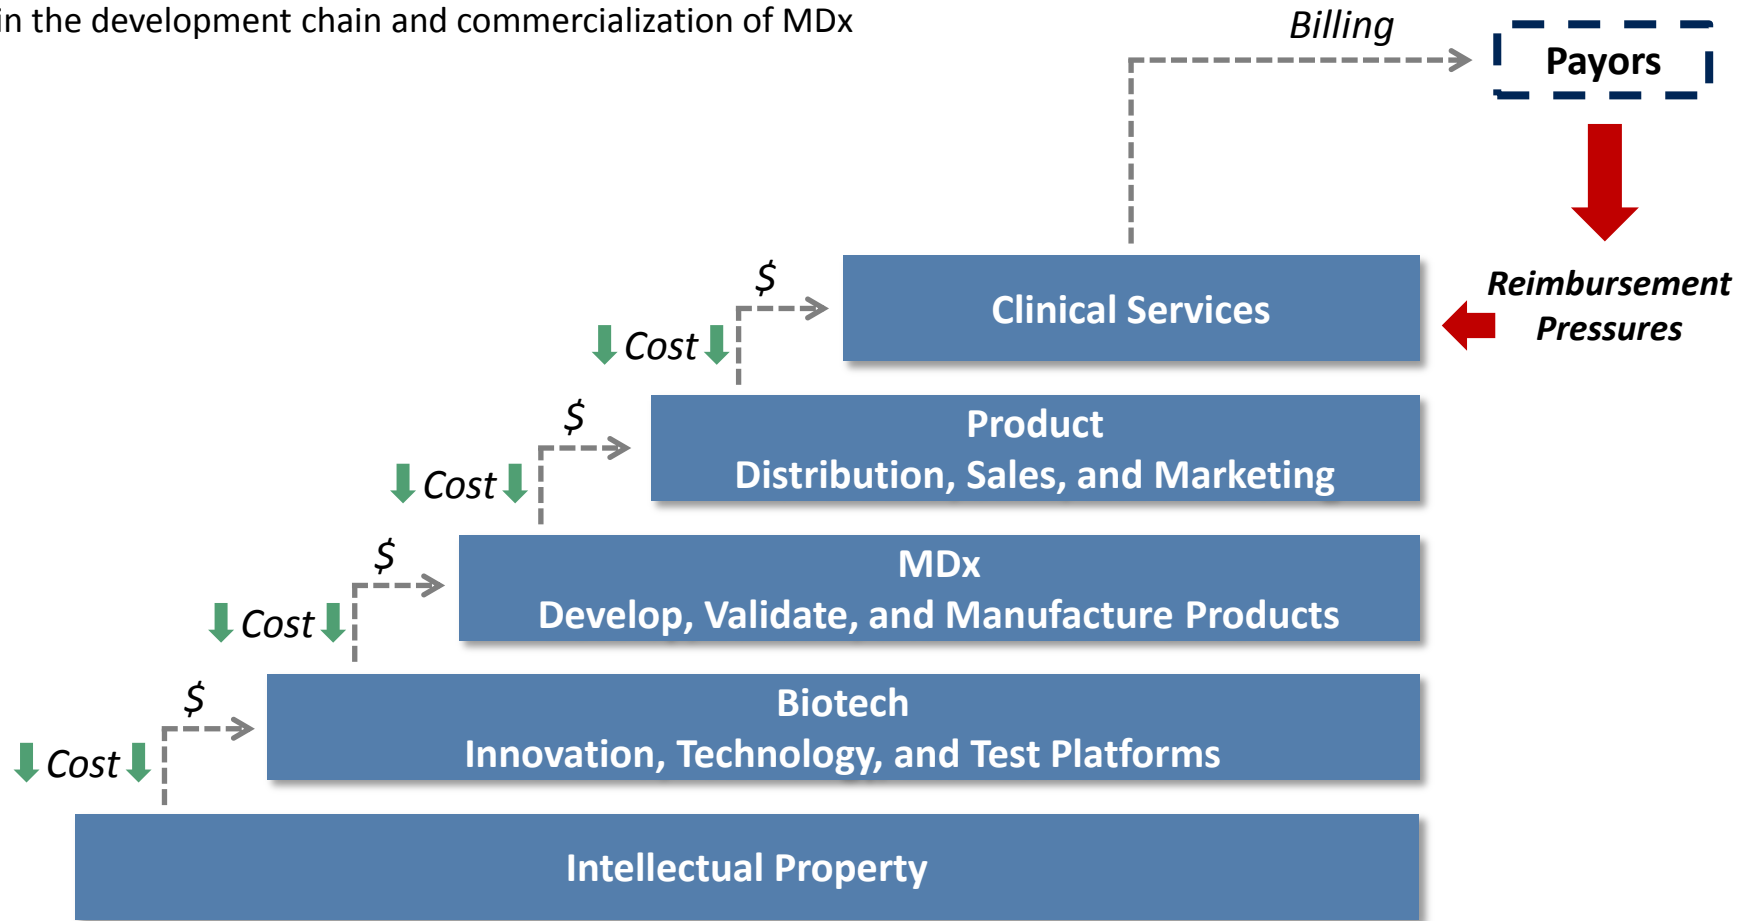 in the development chain and commercialization of MDx
Billing
Payors
Reimbursement
Pressures
$
Clinical Services
Cost
$
Product
Distribution, Sales, and Marketing
Cost
$
MDx
Develop, Validate, and Manufacture Products
Cost
$
Biotech
Innovation, Technology, and Test Platforms
Cost
Intellectual Property